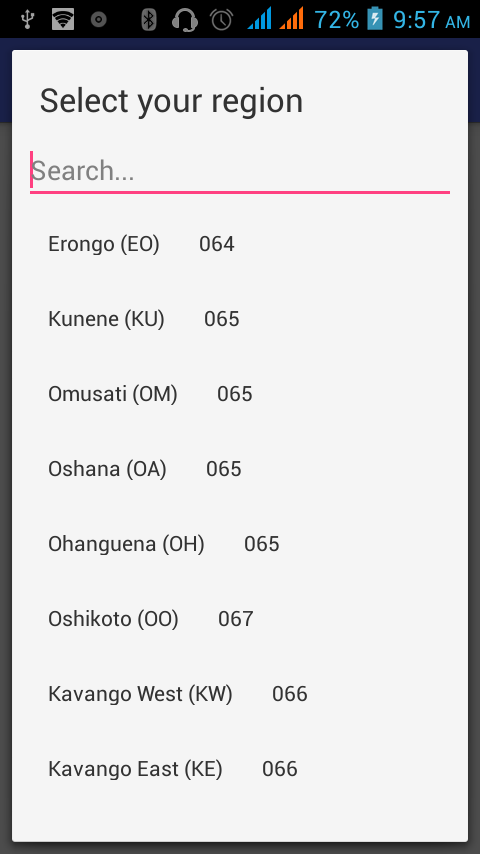 72% 9:57 AM
Select your region
Search...
Erongo (EO) 064
Kunene (KU) 065
Omusati (OM) 065
Oshana (OA) 065
Ohanguena (OH) 065
Oshikoto (OO) 067
Kavango West (KW) 066
Kavango East (KE) 066